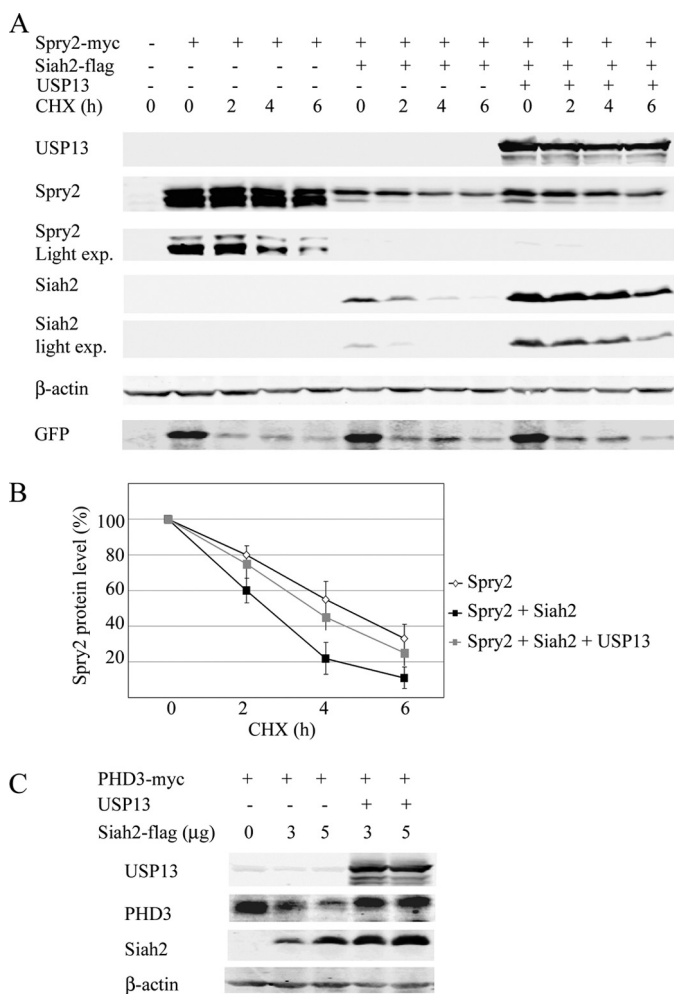 A
Spry2-myc - + + + + + + + + + + + +
Siah2-flag - - - - - + + + + + + + +
USP13 - - - - - - - - - + + + +
CHX (h) 0 0 2 4 6 0 2 4 6 0 2 4 6
USP13
Spry2
Spry2
Light exp.
Siah2
Siah2
light exp.
β-actin
GFP
B
Spry2 protein level (%)
100
80
60
40
20
0 2 4 6
CHX (h)
Spry2
Spry2 + Siah2
Spry2 + Siah2 + USP13
C
PHD3-myc + + + + +
USP13 - - - + +
Siah2-flag (μg) 0 3 5 3 5
USP13
PHD3
Siah2
β-actin